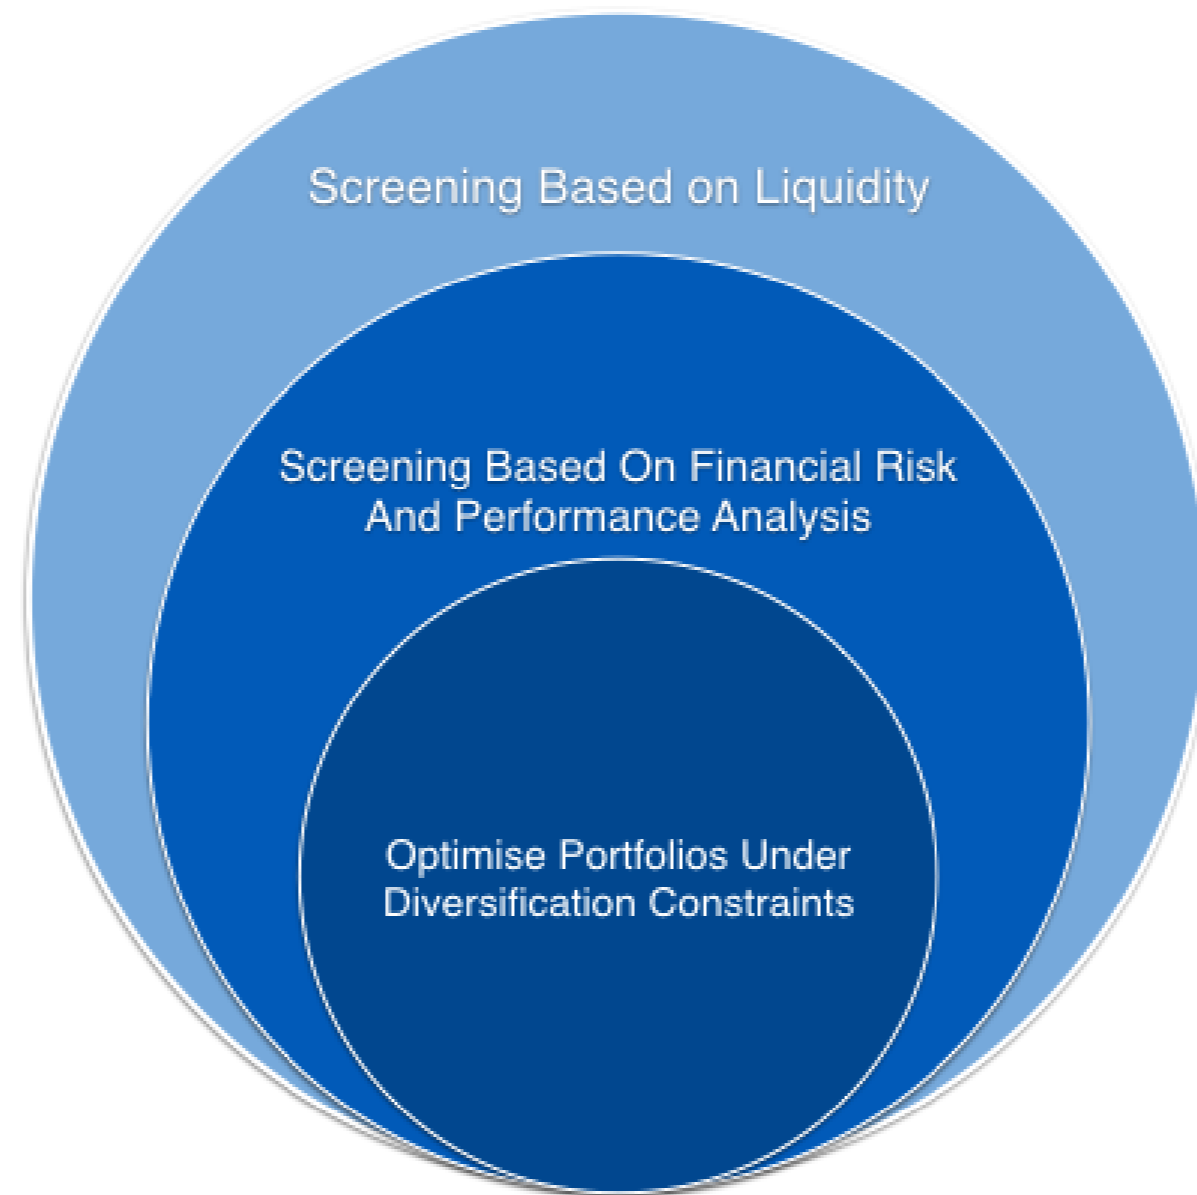 Screening Based on Liquidity
Screening Based On Financial Risk
And Performance Analysis
Optimise Portfolios Under
Diversification Constraints